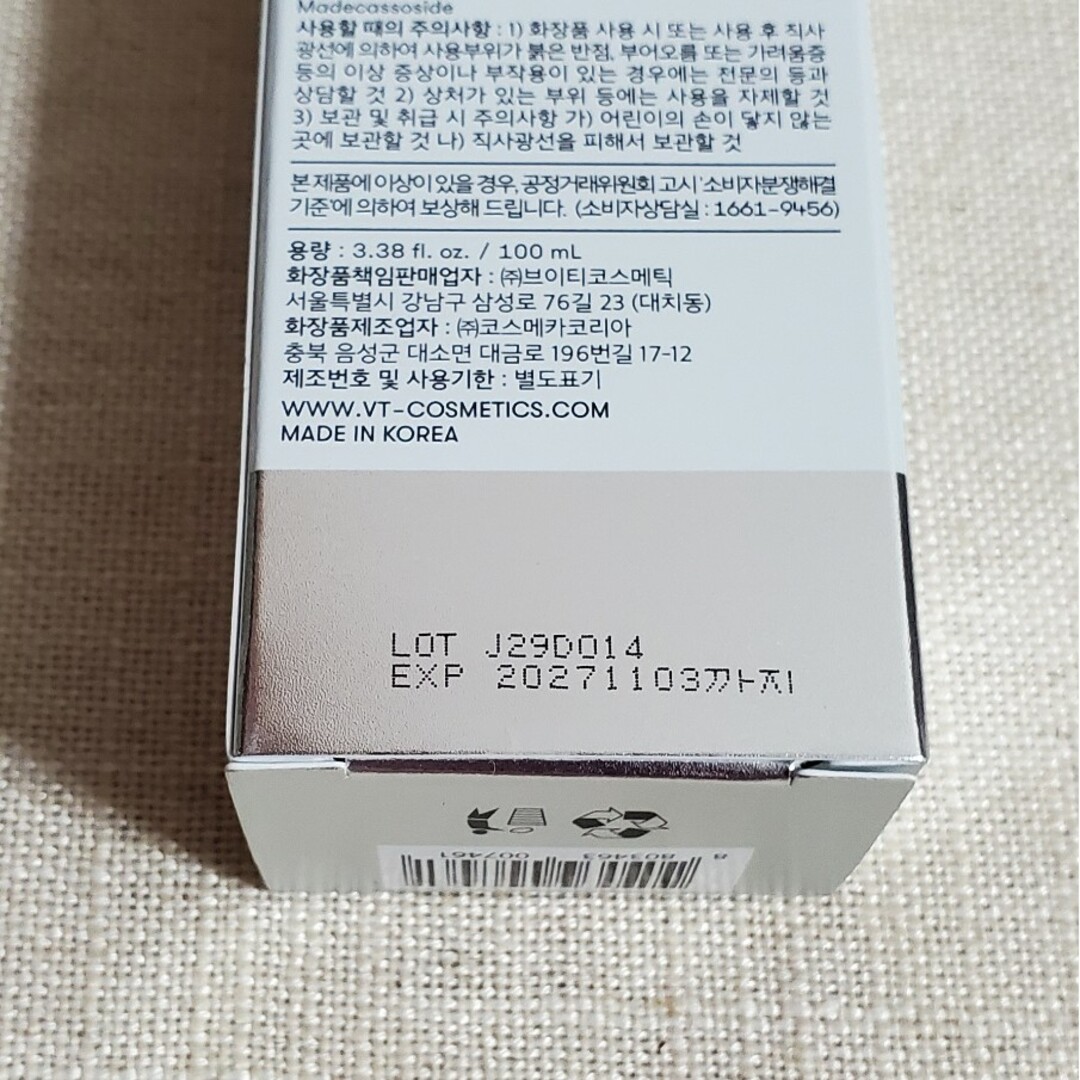 Madecassoside
사용할 때의 주의사항 : 1) 화장품 사용 시 또는 사용 후 직사
광선에 의하여 사용부위가 붉은 반점, 부어오름 또는 가려움증
등의 이상 증상이나 부작용이 있는 경우에는 전문의 등과
상담할 것 2) 상처가 있는 부위 등에는 사용을 자제할 것
3) 보관 및 취급 시 주의사항 가) 어린이의 손이 닿지 않는
곳에 보관할 것 나) 직사광선을 피해서 보관할 것
본 제품에 이상이 있을 경우, 공정거래위원회 고시 '소비자분쟁해결
기준'에 의하여 보상해 드립니다. (소비자상담실 : 1661-9456)
용량 : 3.38 fl. oz. / 100 mL
화장품책임판매업자 : ㈜브이티코스메틱
서울특별시 강남구 삼성로 76길 23 (대치동)
화장품제조업자 : ㈜코스메카코리아
충북 음성군 대소면 대금로 196번길 17-12
제조번호 및 사용기한 : 별도표기
WWW.VT-COSMETICS.COM
MADE IN KOREA
LOT J29D014
EXP 20271103까지
8 803463 007461